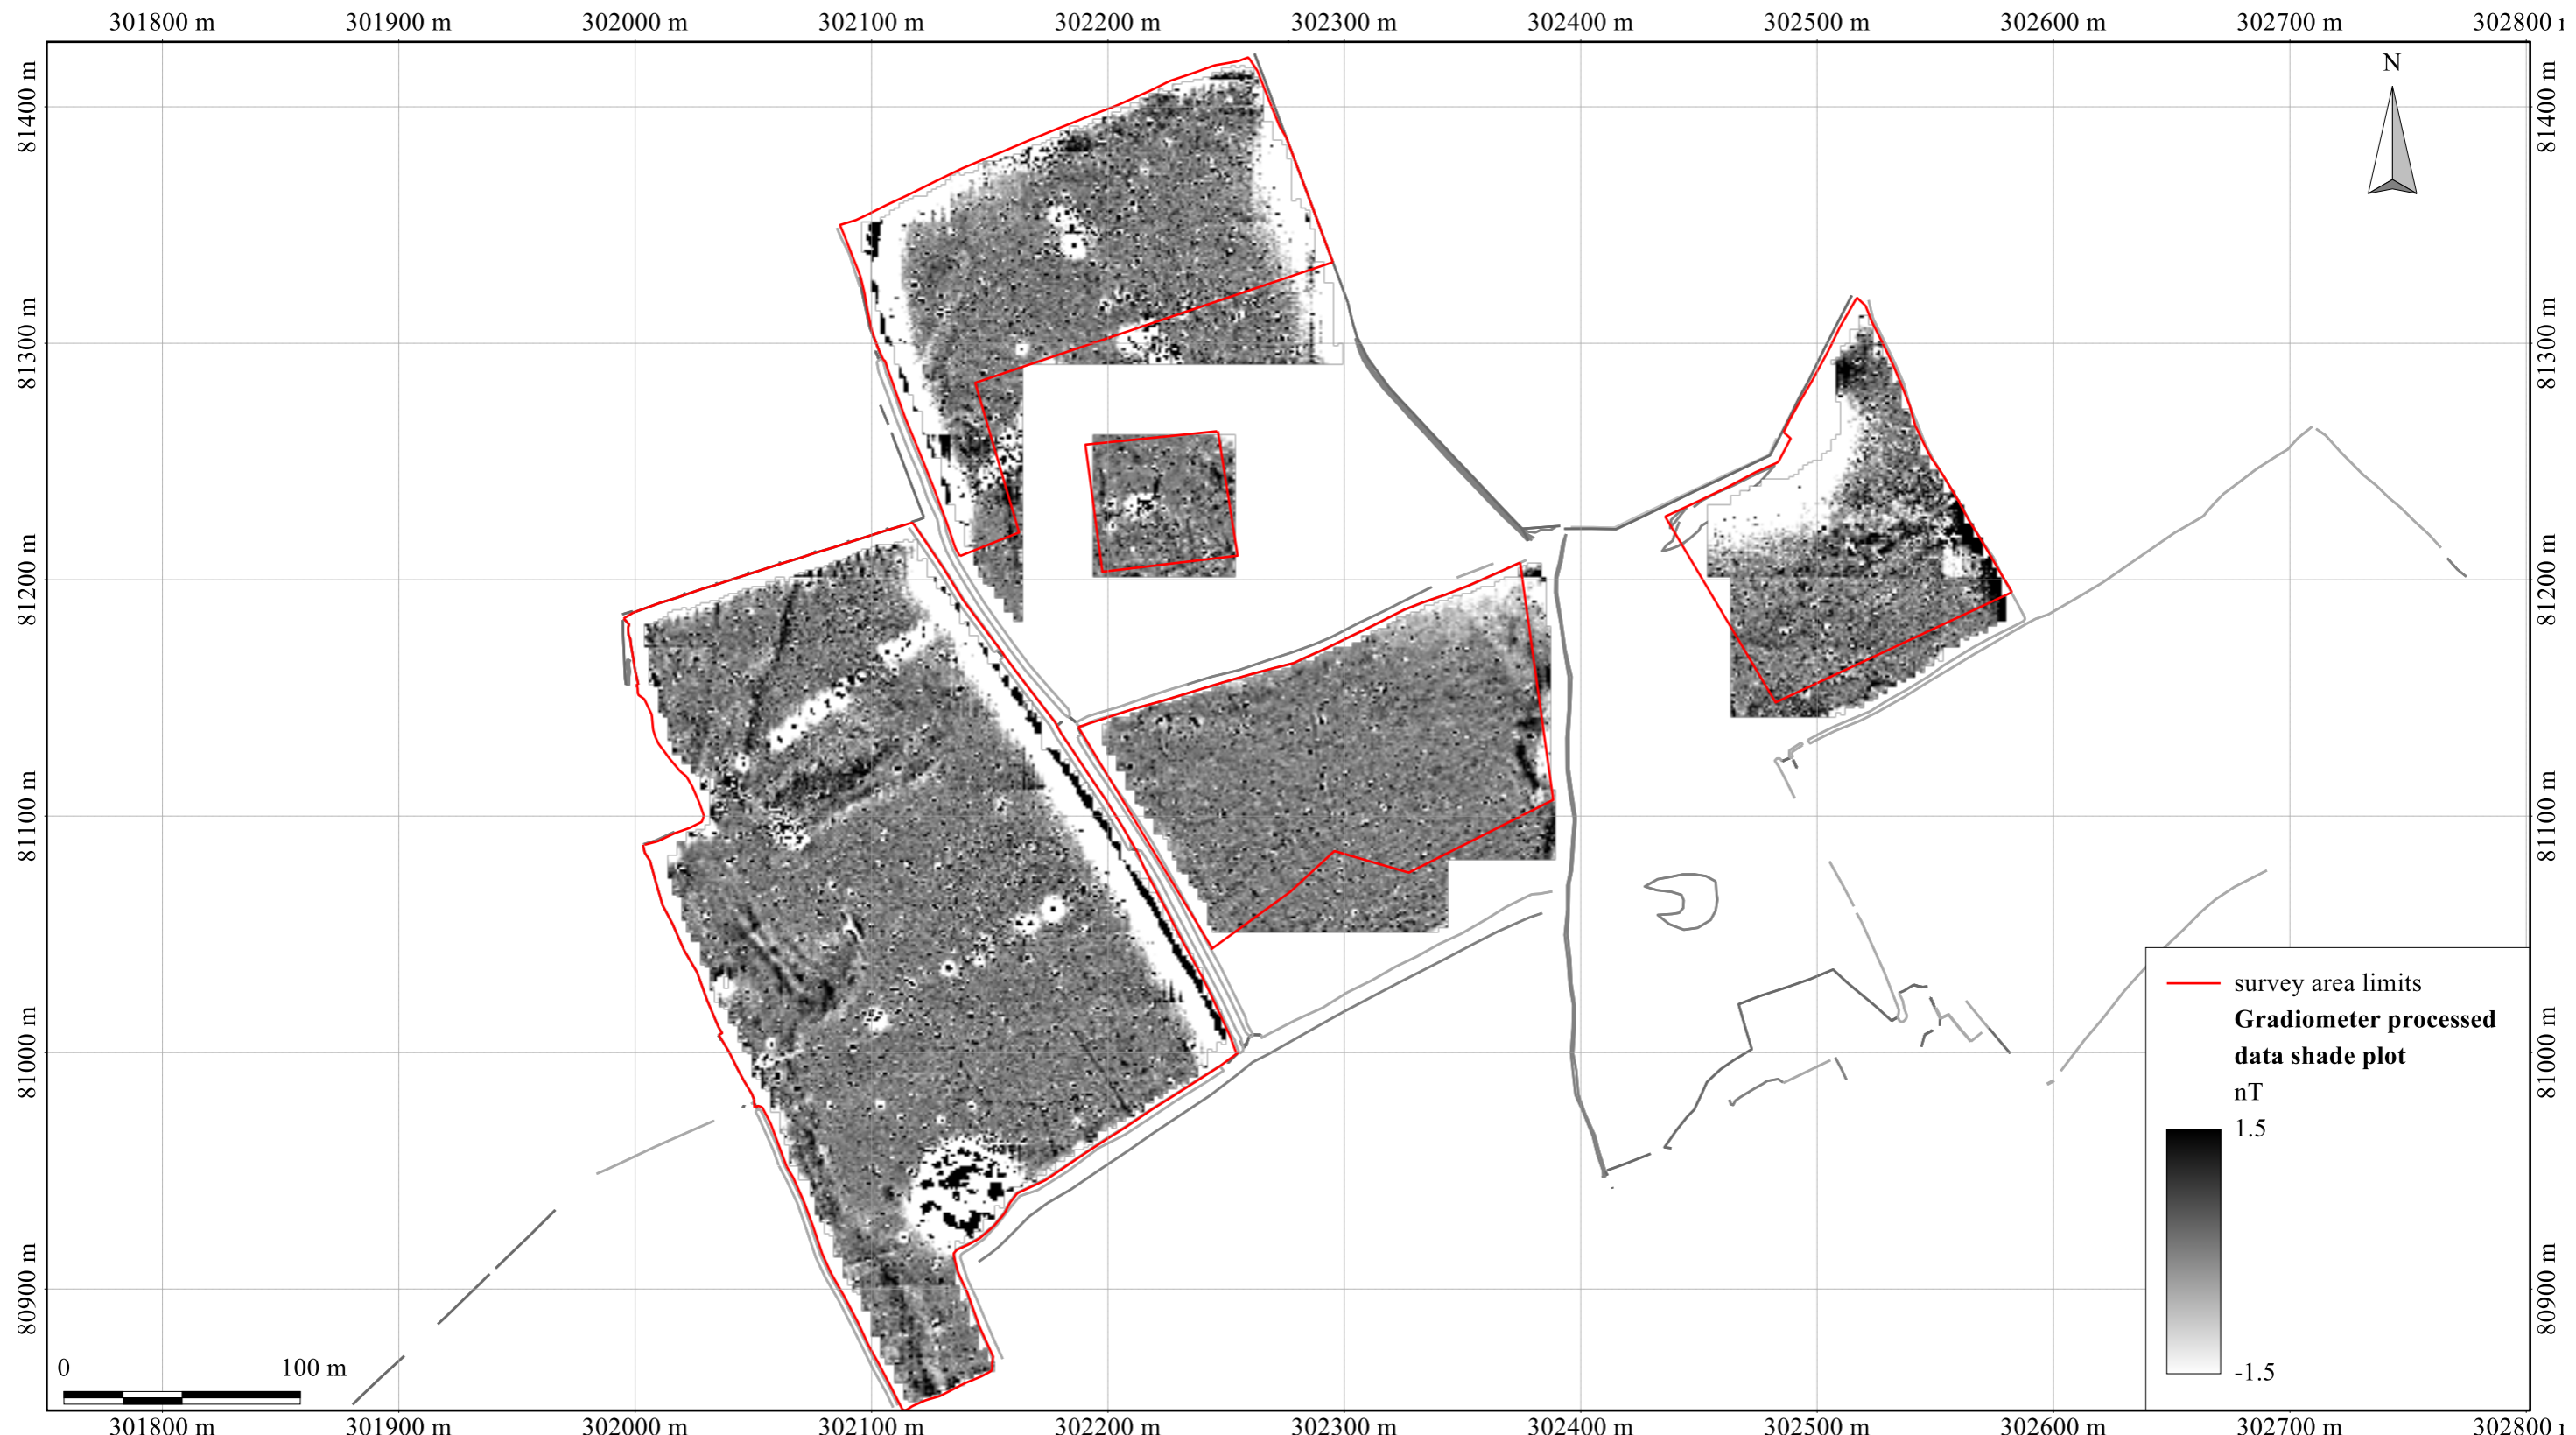 301800 m 301900 m 302000 m 302100 m 302200 m 302300 m 302400 m 302500 m 302600 m 302700 m 302800 m
81400 m 81400 m
N
81300 m 81300 m
81200 m 81200 m
81100 m 81100 m
81000 m 81000 m
80900 m 80900 m
survey area limits
Gradiometer processed
data shade plot
nT
1.5
-1.5
0 100 m
301800 m 301900 m 302000 m 302100 m 302200 m 302300 m 302400 m 302500 m 302600 m 302700 m 302800 m